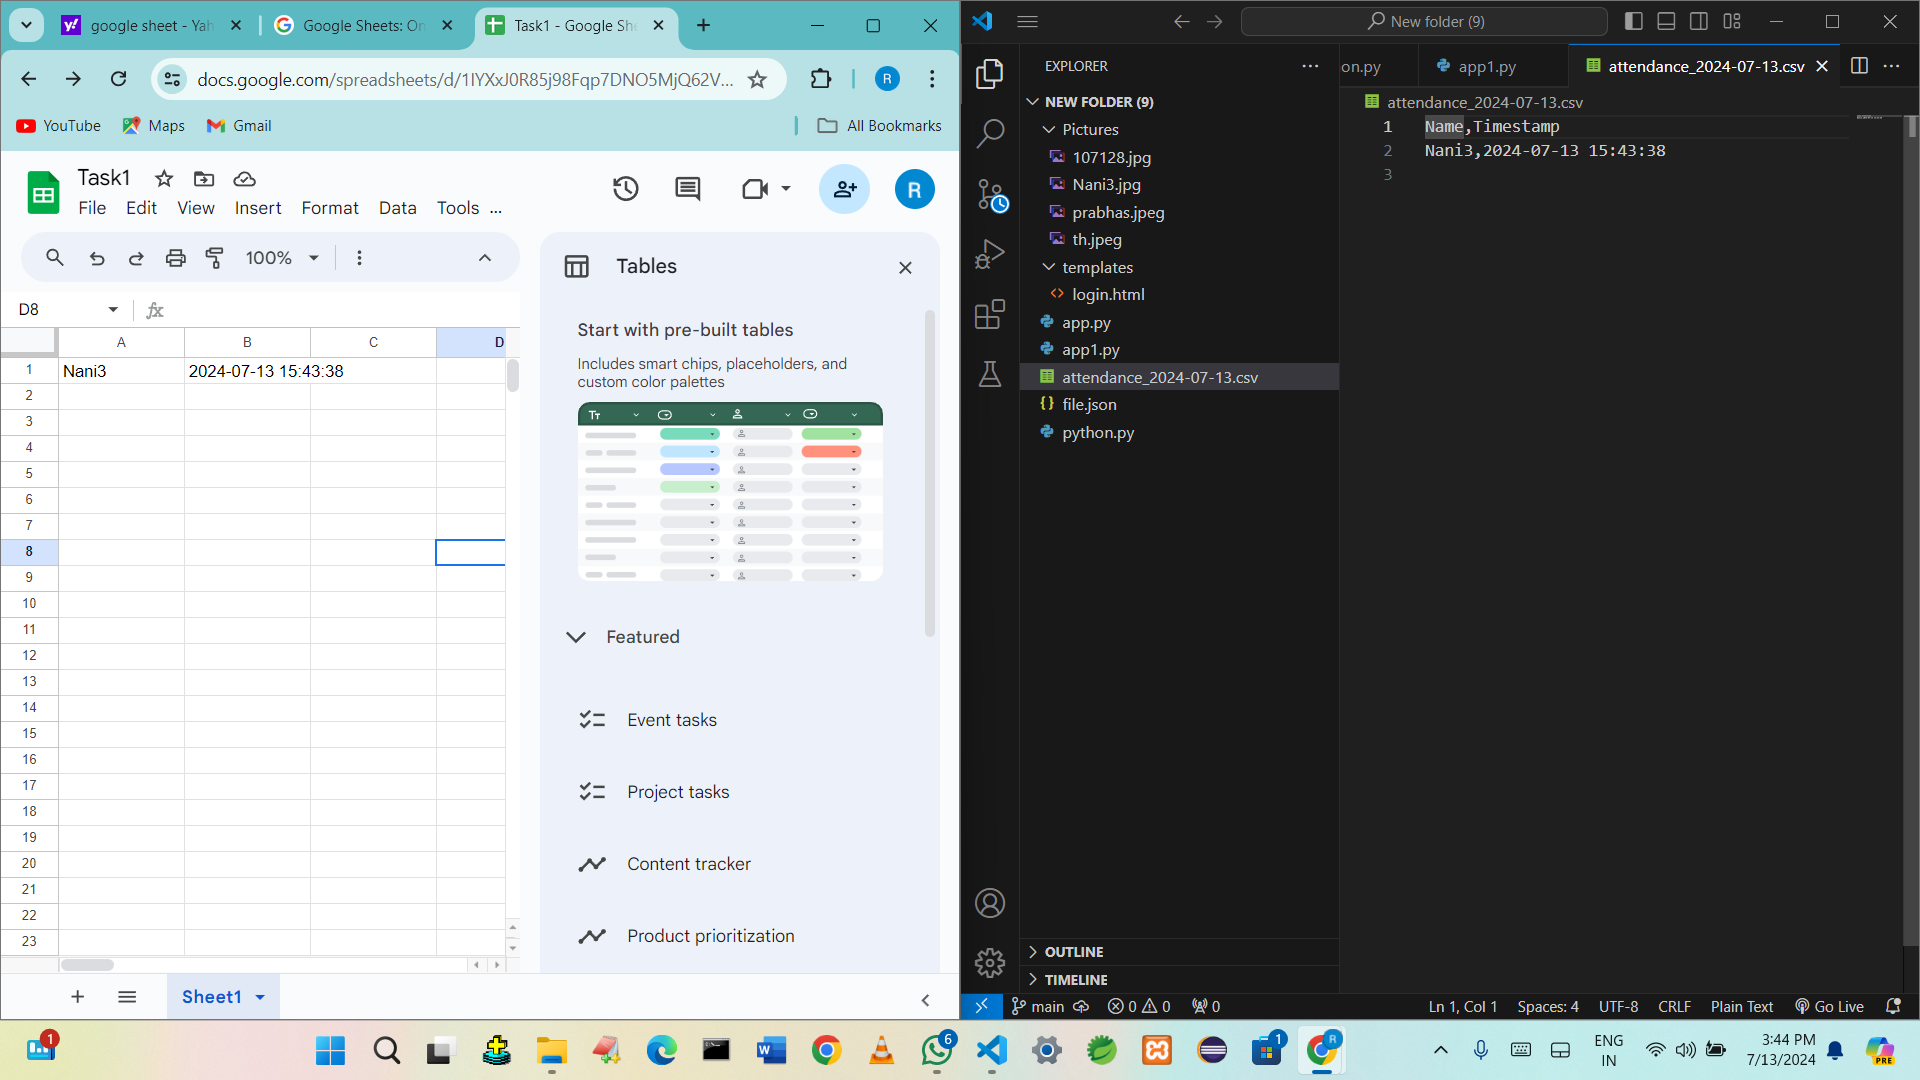 google sheet - Yah
Google Sheets: On
Task1 - Google She
docs.google.com/spreadsheets/d/1IYXxJ0R85j98Fqp7DNO5MjQ62V...
R
YouTube
Maps
Gmail
All Bookmarks
Task1
R
File Edit View Insert Format Data Tools ...
100%
D8
fx
A B C D
1 Nani3 2024-07-13 15:43:38
2
3
4
5
6
7
8
9
10
11
12
13
14
15
16
17
18
19
20
21
22
23
Sheet1
Tables
Start with pre-built tables
Includes smart chips, placeholders, and
custom color palettes
Tт
Featured
Event tasks
Project tasks
Content tracker
Product prioritization
New folder (9)
EXPLORER
NEW FOLDER (9)
Pictures
107128.jpg
Nani3.jpg
prabhas.jpeg
th.jpeg
templates
login.html
app.py
app1.py
attendance_2024-07-13.csv
file.json
python.py
OUTLINE
TIMELINE
on.py
app1.py
attendance_2024-07-13.csv
attendance_2024-07-13.csv
1 Name,Timestamp
2 Nani3,2024-07-13 15:43:38
3
main 0 0 0
Ln 1, Col 1 Spaces: 4 UTF-8 CRLF Plain Text Go Live
1
6
1
R
ENG
IN
3:44 PM
7/13/2024
PRE